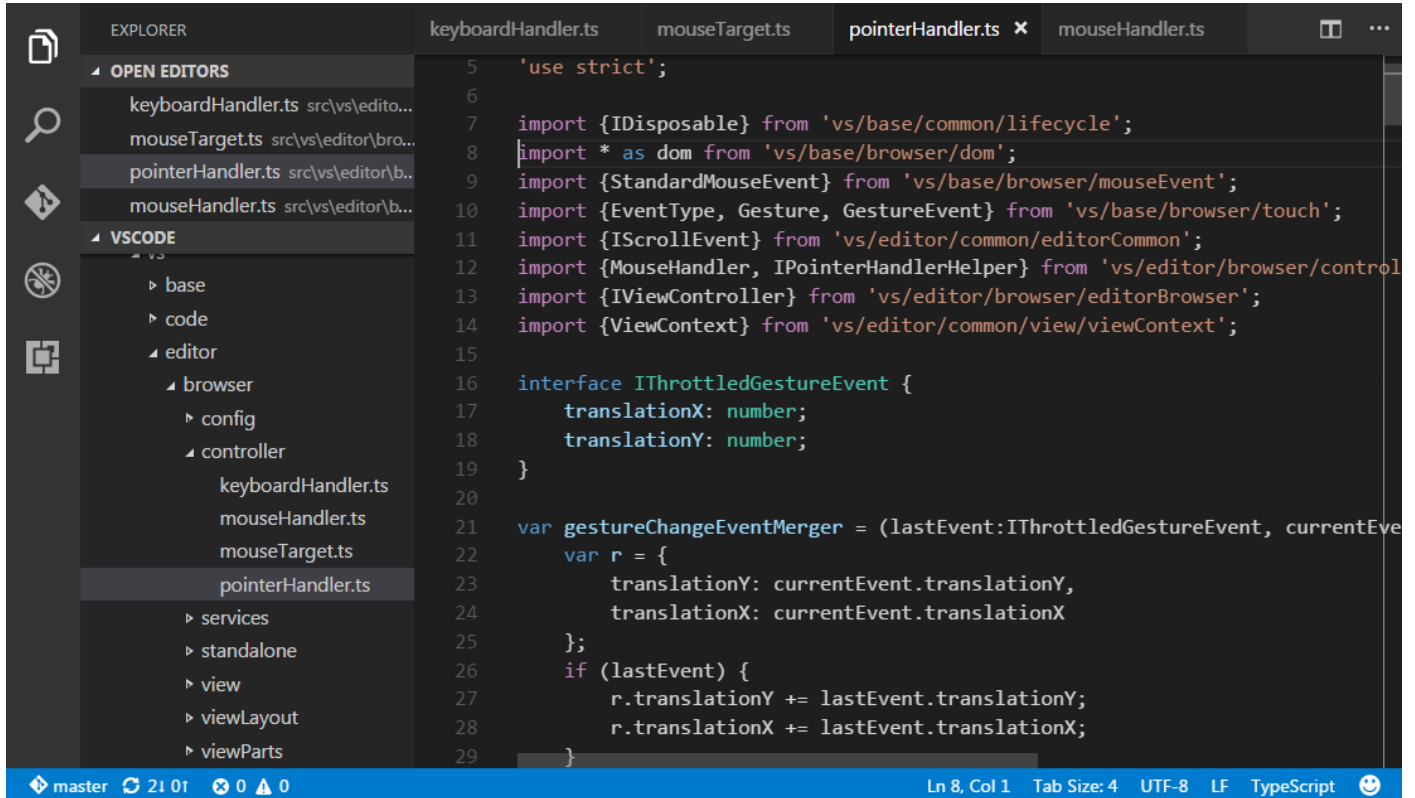 EXPLORER
OPEN EDITORS
keyboardHandler.ts src\vs\edito...
mouseTarget.ts src\vs\editor\bro...
pointerHandler.ts src\vs\editor\b...
mouseHandler.ts src\vs\editor\b...
VSCODE
vs
base
code
editor
browser
config
controller
keyboardHandler.ts
mouseHandler.ts
mouseTarget.ts
pointerHandler.ts
services
standalone
view
viewLayout
viewParts
keyboardHandler.ts mouseTarget.ts pointerHandler.ts × mouseHandler.ts ...
5 'use strict';
6
7 import {IDisposable} from 'vs/base/common/lifecycle';
8 import * as dom from 'vs/base/browser/dom';
9 import {StandardMouseEvent} from 'vs/base/browser/mouseEvent';
10 import {EventType, Gesture, GestureEvent} from 'vs/base/browser/touch';
11 import {IScrollEvent} from 'vs/editor/common/editorCommon';
12 import {MouseHandler, IPointerHandlerHelper} from 'vs/editor/browser/control
13 import {IViewController} from 'vs/editor/browser/editorBrowser';
14 import {ViewContext} from 'vs/editor/common/view/viewContext';
15
16 interface IThrottledGestureEvent {
17     translationX: number;
18     translationY: number;
19 }
20
21 var gestureChangeEventMerger = (lastEvent:IThrottledGestureEvent, currentEve
22     var r = {
23         translationY: currentEvent.translationY,
24         translationX: currentEvent.translationX
25     };
26     if (lastEvent) {
27         r.translationY += lastEvent.translationY;
28         r.translationX += lastEvent.translationX;
29     }
master 2↓ 0↑ 0 0 Ln 8, Col 1 Tab Size: 4 UTF-8 LF TypeScript